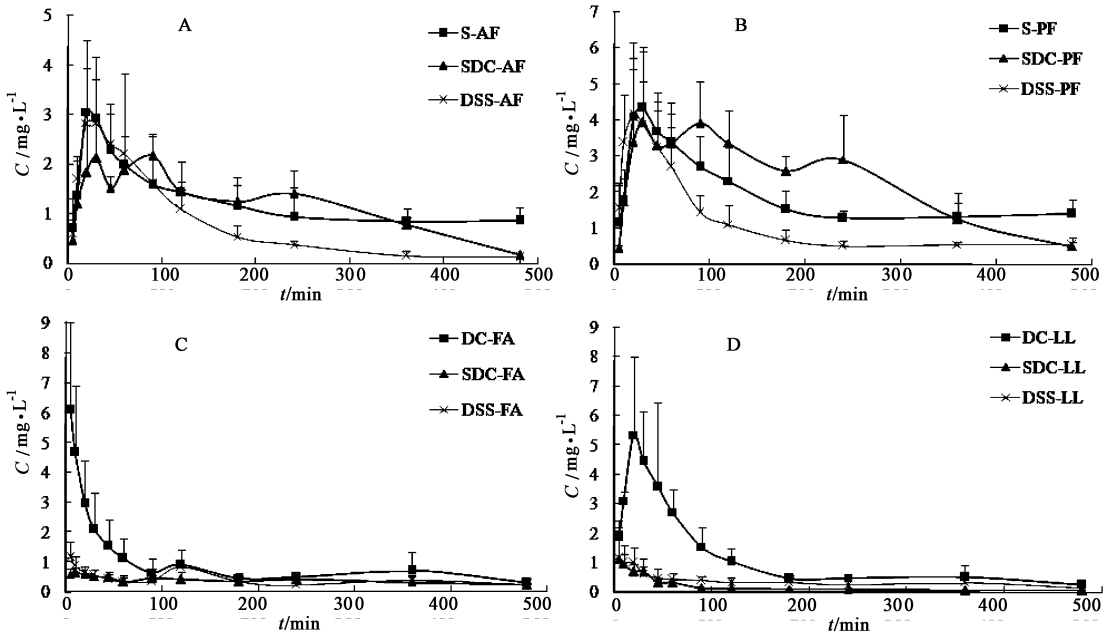 A
C/mg•L-1
5
4
3
2
1
0
S-AF
SDC-AF
DSS-AF
0 100 200 300 400 500
t/min
B
C/mg•L-1
7
6
5
4
3
2
1
0
S-PF
SDC-PF
DSS-PF
0 100 200 300 400 500
t/min
C
C/mg•L-1
9
8
7
6
5
4
3
2
1
0
DC-FA
SDC-FA
DSS-FA
0 100 200 300 400 500
t/min
D
C/mg•L-1
9
8
7
6
5
4
3
2
1
0
DC-LL
SDC-LL
DSS-LL
0 100 200 300 400 500
t/min